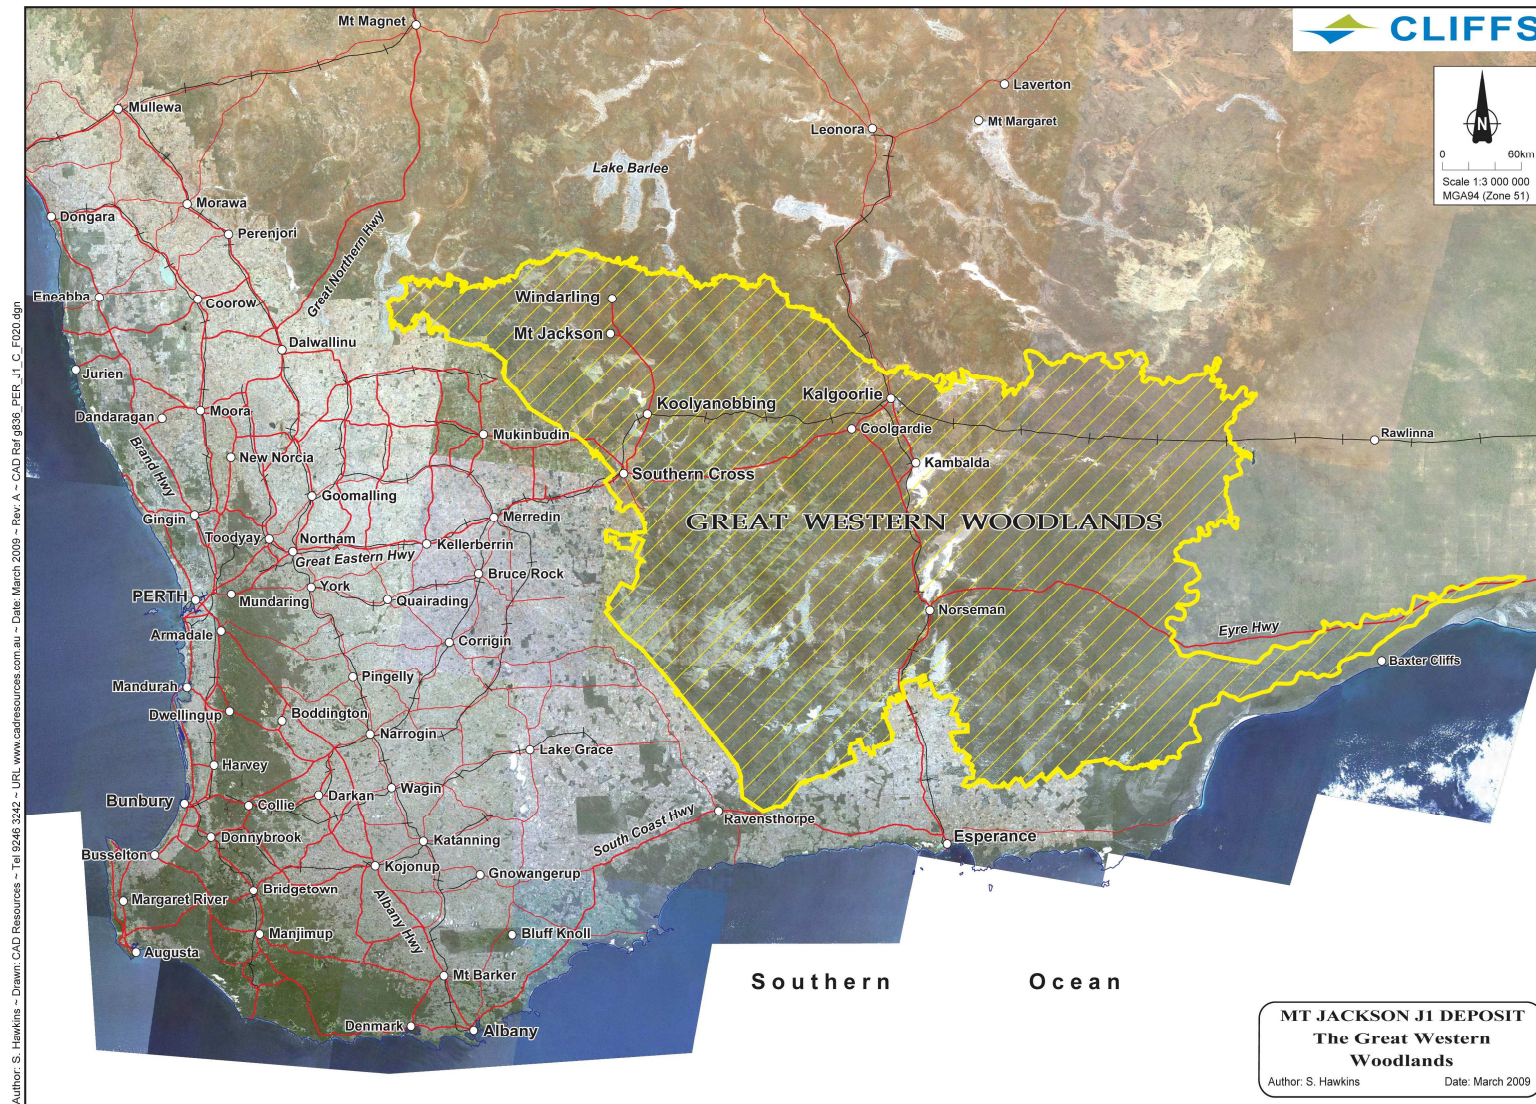 CLIFFS
N
0 60km
Scale 1:3 000 000
MGA94 (Zone 51)
Mt Magnet
Laverton
Mullewa
Mt Margaret
Leonora
Lake Barlee
Morawa
Dongara
Perenjori
Great Northern Hwy
Eneabba
Coorow
Windarling
Mt Jackson
Dalwallinu
Jurien
Kalgoorlie
Koolyanobbing
Moora
Dandaragan
Coolgardie
Mukinbudin
Rawlinna
Brand Hwy
New Norcia
Kambalda
Southern Cross
Goomalling
Gingin
Merredin
GREAT WESTERN WOODLANDS
Toodyay
Northam
Kellerberrin
Great Eastern Hwy
Bruce Rock
York
PERTH
Mundaring
Quairading
Norseman
Eyre Hwy
Armadale
Corrigin
Baxter Cliffs
Pingelly
Mandurah
Dwellingup
Boddington
Narrogin
Lake Grace
Harvey
Wagin
Darkan
Bunbury
Collie
South Coast Hwy
Ravensthorpe
Donnybrook
Katanning
Esperance
Busselton
Kojonup
Gnowangerup
Bridgetown
Margaret River
Albany Hwy
Manjimup
Bluff Knoll
Augusta
Mt Barker
Southern Ocean
Denmark
Albany
MT JACKSON J1 DEPOSIT
The Great Western
Woodlands
Author: S. Hawkins Date: March 2009
Author: S. Hawkins ~ Drawn: CAD Resources ~ Tel 9246 3242 ~ URL www.cadresources.com.au ~ Date: March 2009 ~ Rev: A ~ CAD Ref g836_PER_J1_C_F020.dgn